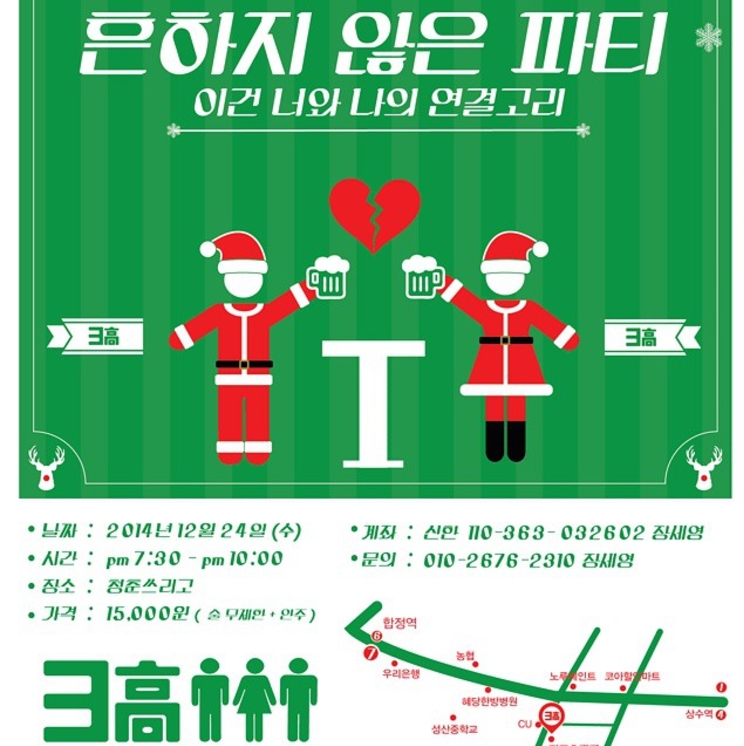 흔하지 않은 파티
이건 너와 나의 연결고리
3高
3高
• 날짜 : 2014년 12월 24일 (수)
• 시간 : pm 7:30 - pm 10:00
• 장소 : 청춘쓰리고
• 가격 : 15,000원 ( 술 무제한 + 안주 )
• 계좌 : 신한 110-363-032602 장세영
• 문의 : 010-2676-2310 장세영
3高
합정역
6
7
우리은행
농협
혜당한방병원
성산중학교
노루페인트
코아할인마트
CU
3高
상수역
1
4